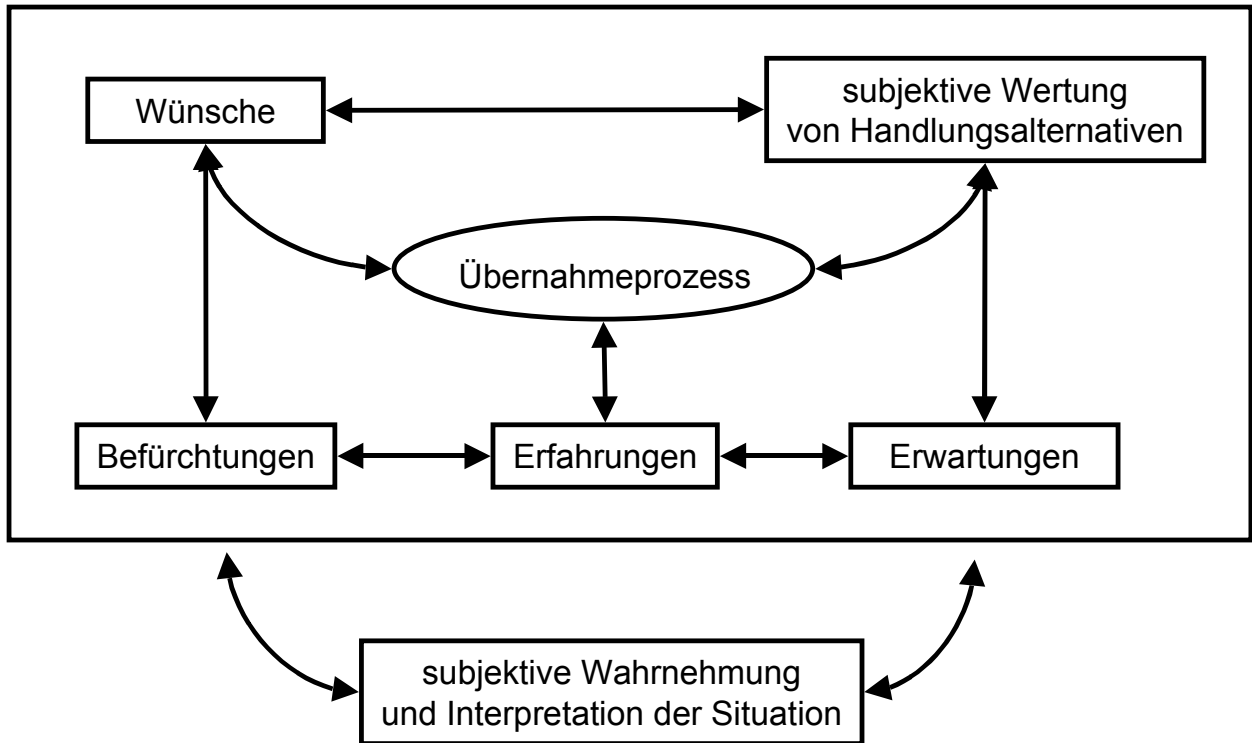 Wünsche
subjektive Wertung
von Handlungsalternativen
Übernahmeprozess
Befürchtungen
Erfahrungen
Erwartungen
subjektive Wahrnehmung
und Interpretation der Situation